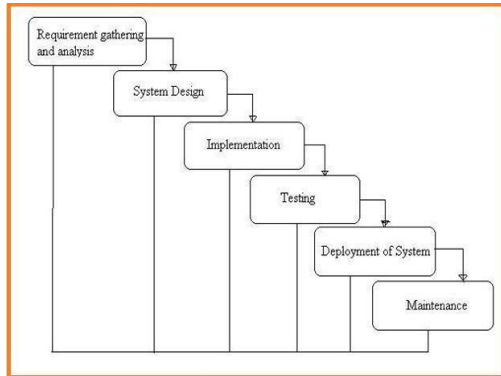 Requirement gathering
and analysis
System Design
Implementation
Testing
Deployment of System
Maintenance